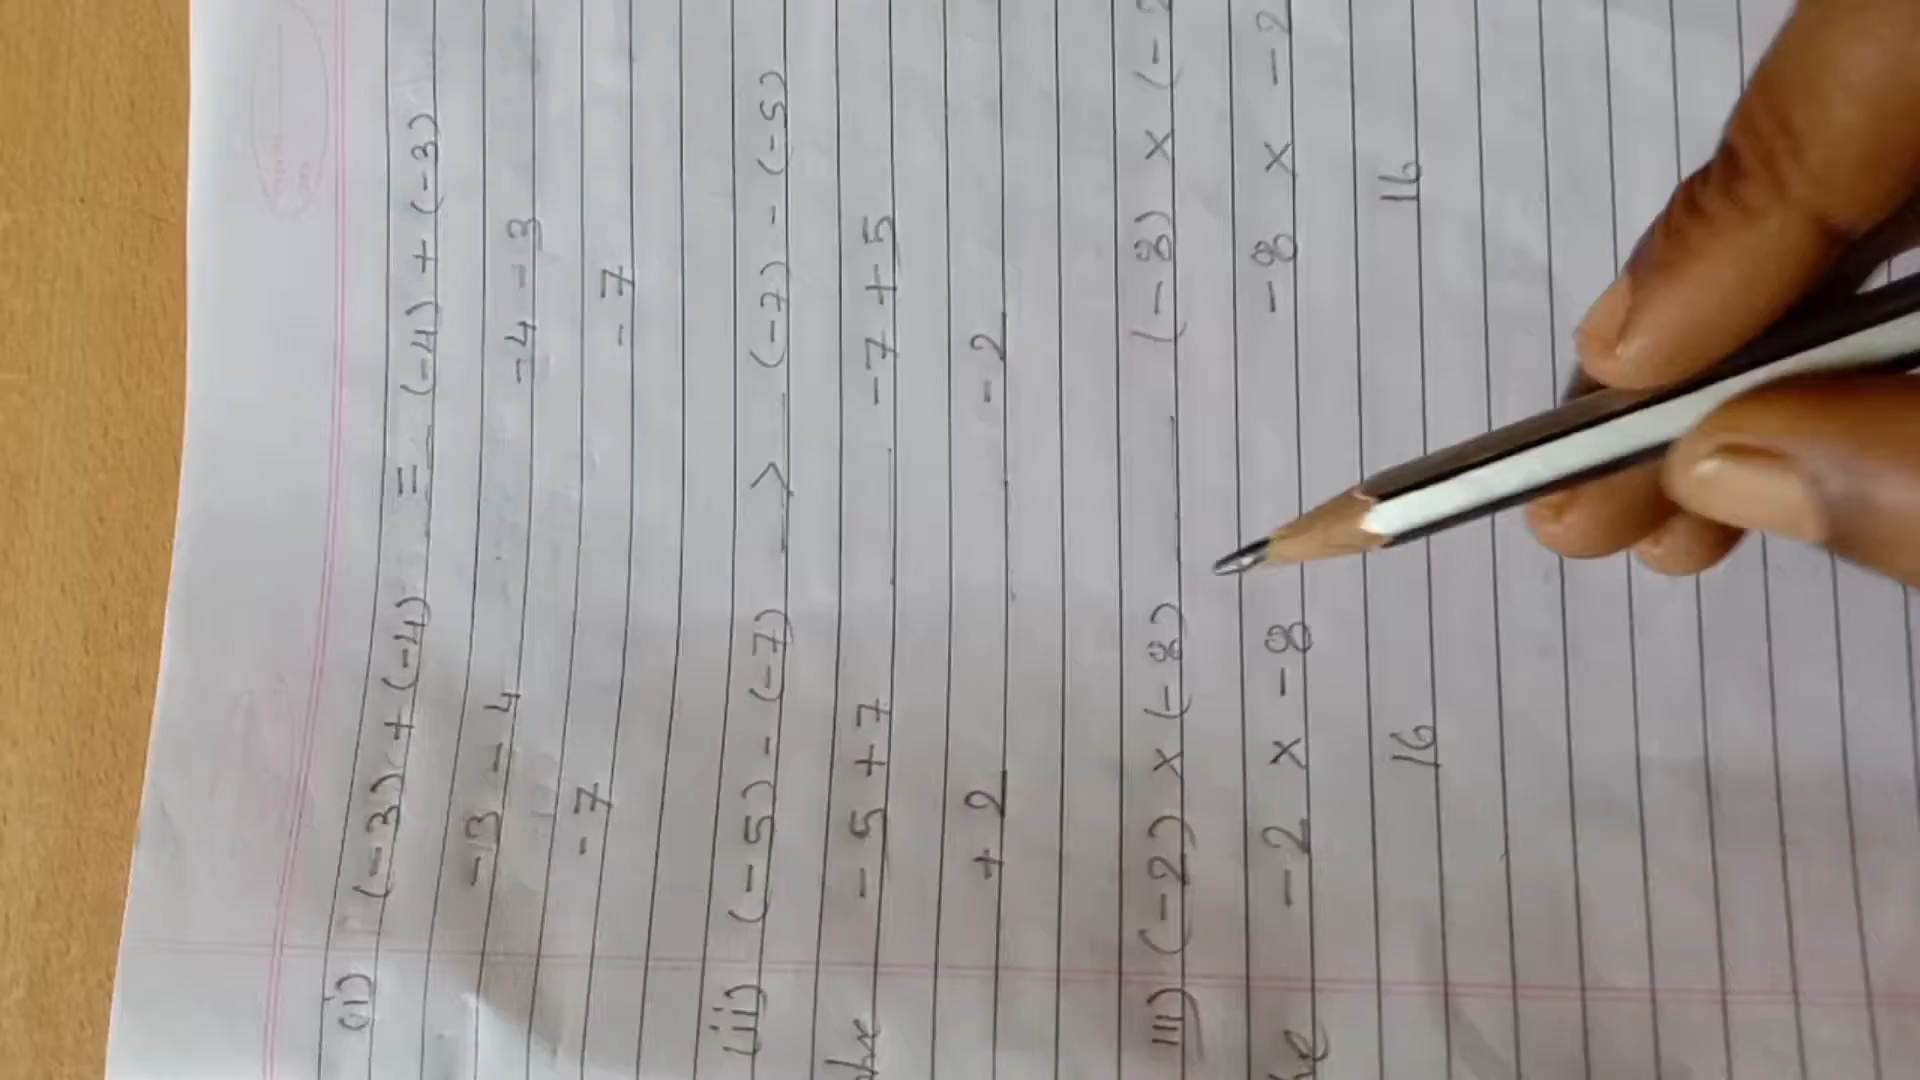 (i) (-3) + (-4) = (-4) + (-3)
-3 - 4 -4 - 3
-7 -7
(ii) (-5) - (-7) > (-7) - (-5)
-5 + 7 -7 + 5
+2 -2
iii) (-2) × (-8) (-8) × (-2
-2 × -8 -8 × -2
16 16